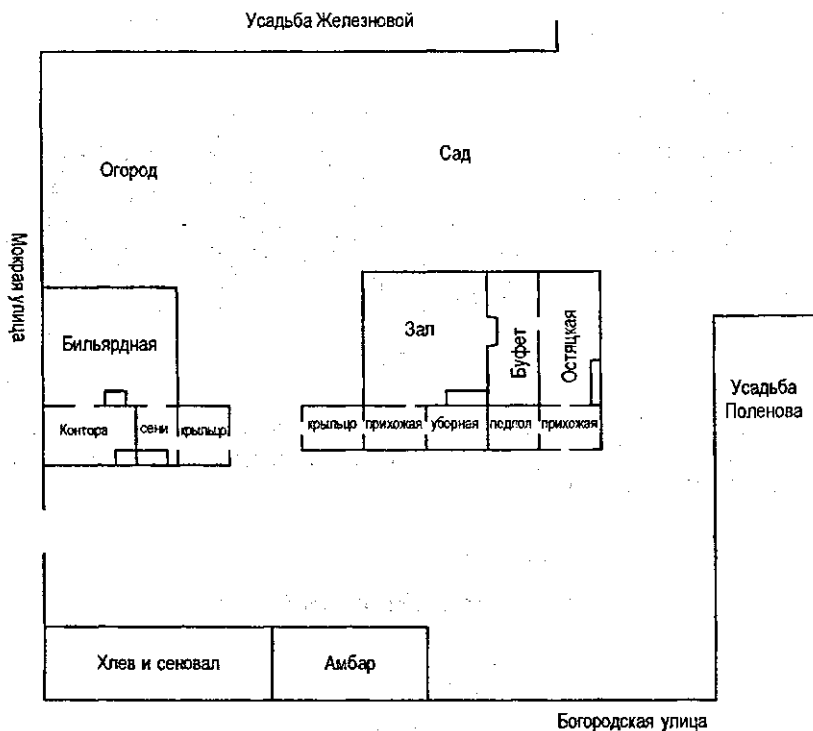 Усадьба Железновой
Сад
Огород
Мокрая улица
Зал
Буфет
Остяцкая
Бильярдная
Усадьба
Поленова
Контора
сени
крыльцо
крыльцо
прихожая
уборная
подпол
прихожая
Хлев и сеновал
Амбар
Богородская улица